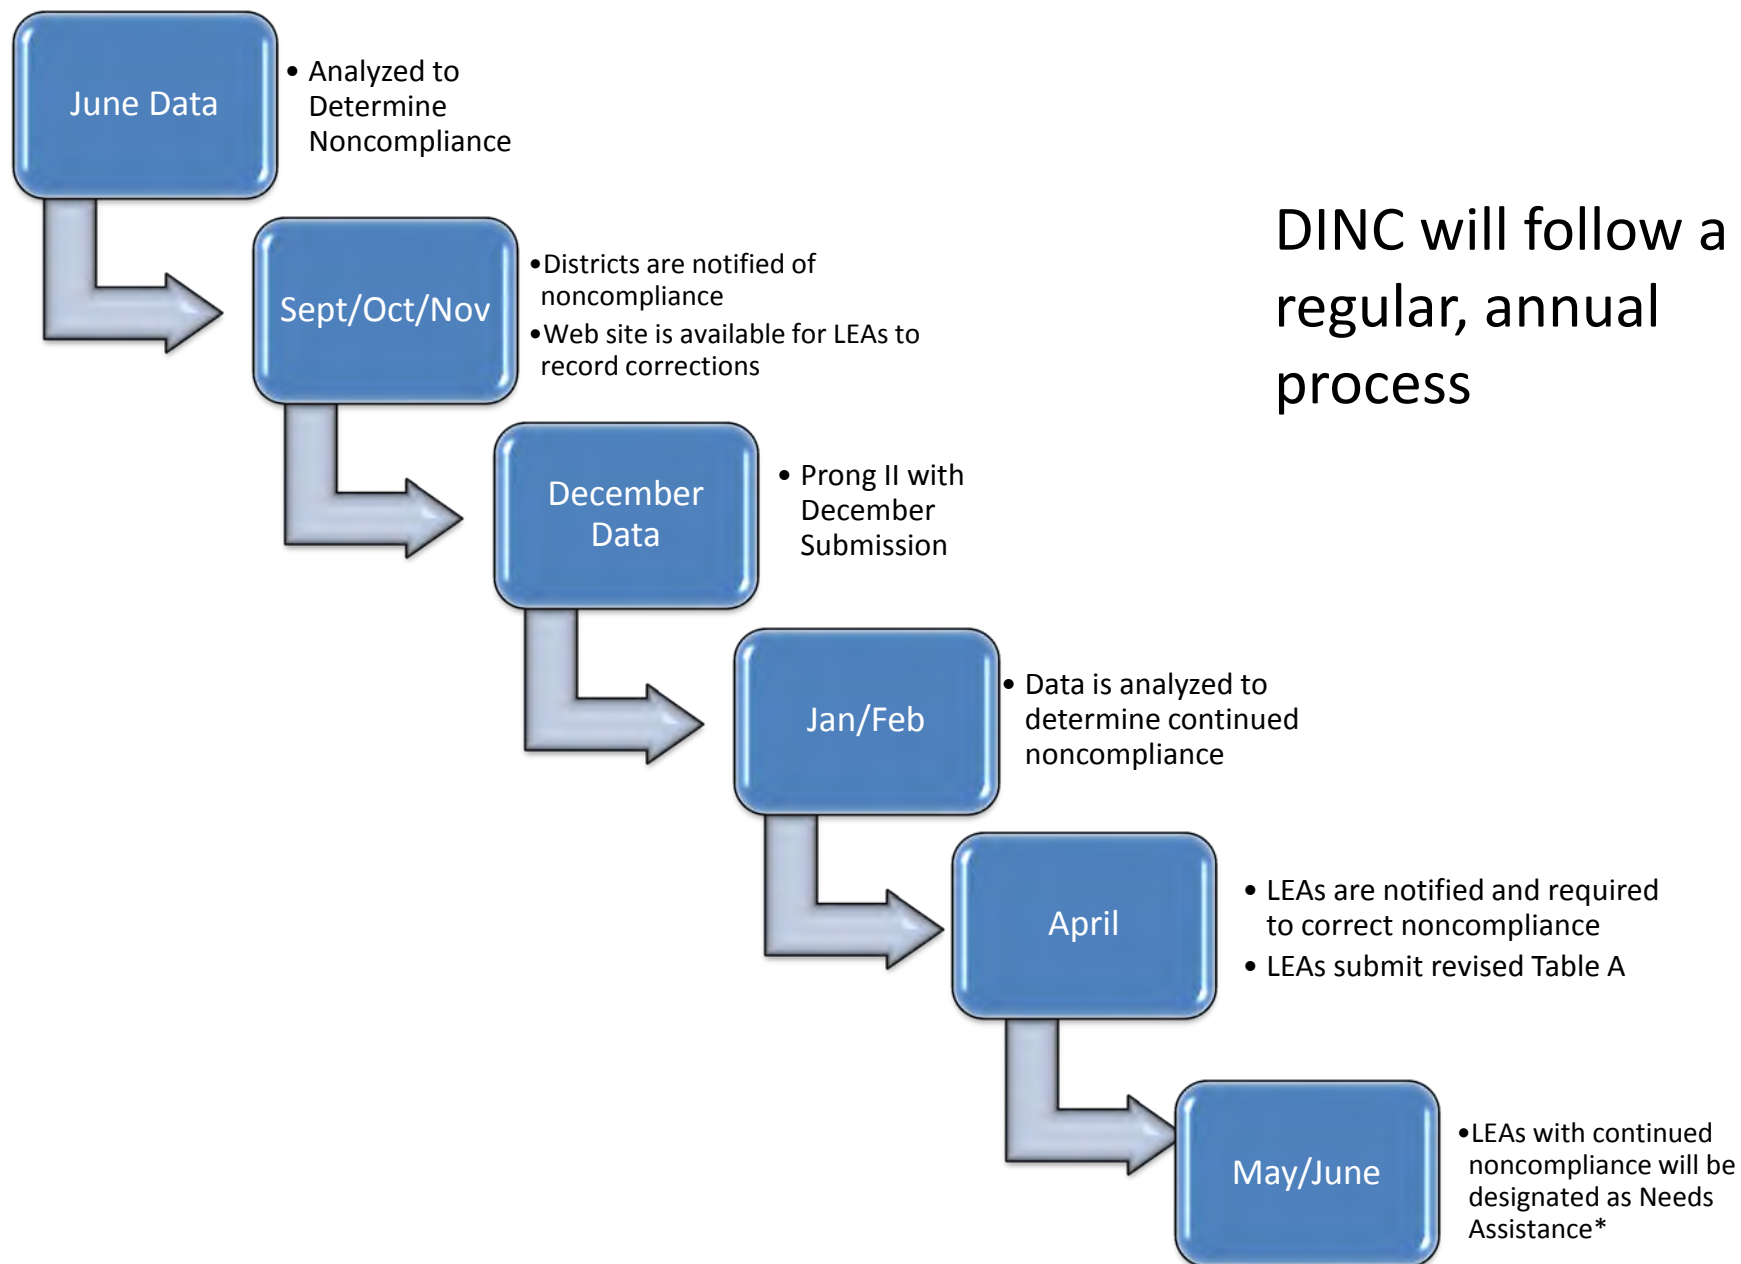 June Data
• Analyzed to
Determine
Noncompliance
DINC will follow a
regular, annual
process
Sept/Oct/Nov
•Districts are notified of
noncompliance
•Web site is available for LEAs to
record corrections
December
Data
• Prong II with
December
Submission
Jan/Feb
• Data is analyzed to
determine continued
noncompliance
April
• LEAs are notified and required
to correct noncompliance
• LEAs submit revised Table A
May/June
•LEAs with continued
noncompliance will be
designated as Needs
Assistance*